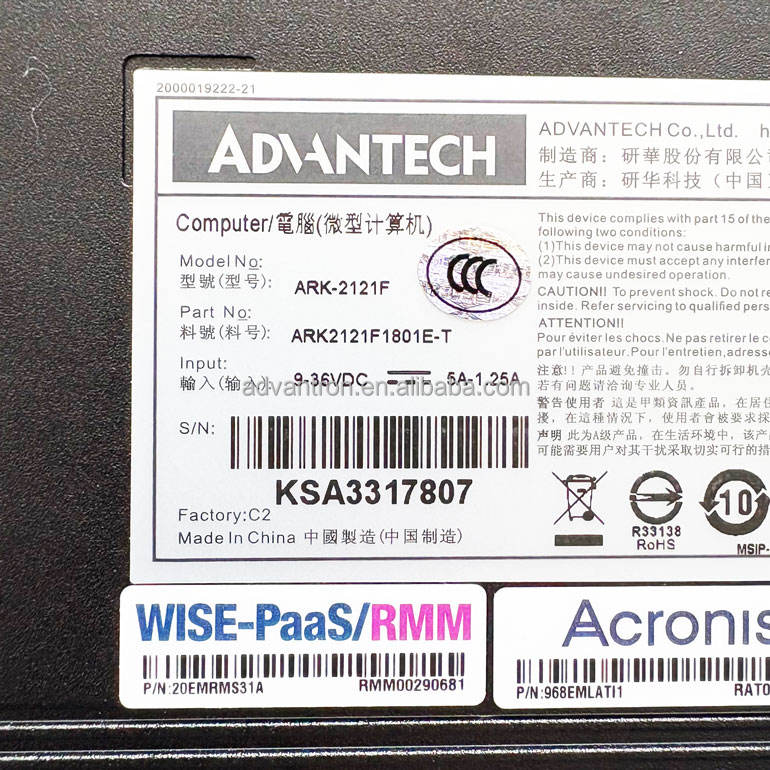 2000019222-21
ADVANTECH
ADVANTECH Co.,Ltd. h
制造商：研華股份有限公
生产商：研华科技（中国
Computer/電腦(微型计算机)
Model No:
型號(型号): ARK-2121F
Part No:
料號(料号): ARK2121F1801E-T
Input:
輸入(输入) 9-36VDC 5A-1.25A
CCC
advantron.en.alibaba.com
S/N:
KSA3317807
Factory:C2
Made In China 中國製造(中国制造)
This device complies with part 15 of the
following two conditions:
(1)This device may not cause harmful in
(2)This device must accept any interfer
may cause undesired operation.
CAUTION!! To prevent shock. Do not re
inside. Refer servicing to qualified pers
ATTENTION!!
Pour éviter les chocs. Ne pas retirer le c
par l'utilisateur. Pour l'entretien,adresse
注意!! 产品避免撞击。勿自行拆卸机壳
若有问题请洽询专业人员。
警告使用者 這是甲類資訊產品，在居住
擾，在這種情況下，使用者會被要求採
声明 此为A级产品，在生活环境中，该产
可能需要用户对其干扰采取切实可行的措
R33138
RoHS
10
MSIP-
WISE-PaaS/RMM
P/N:20EMRMS31A RMM00290681
Acronis
P/N:968EMLATI1 RAT0